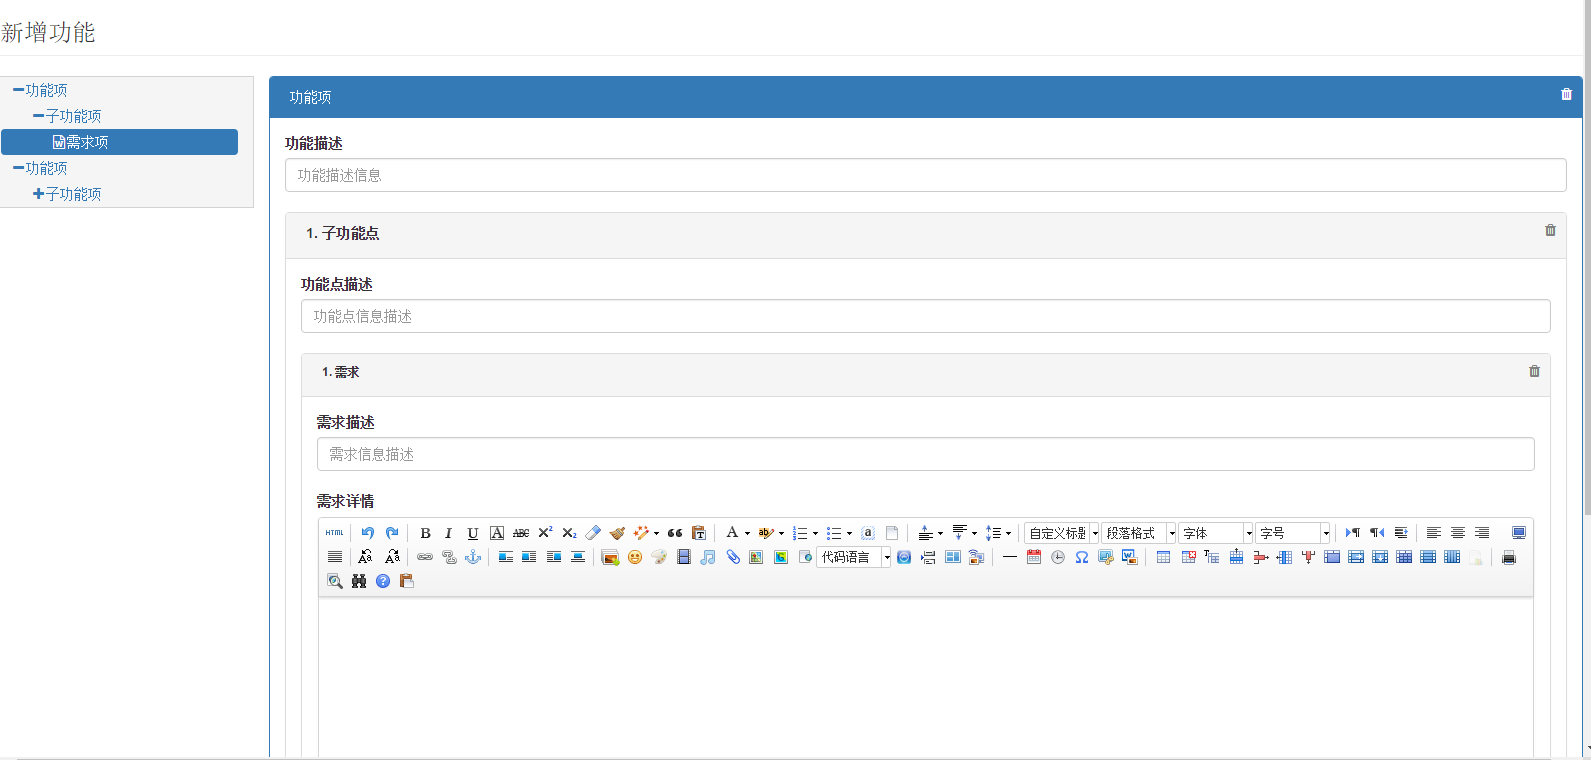 新增功能
功能项
子功能项
需求项
功能项
子功能项
功能项
功能描述
功能描述信息
1. 子功能点
功能点描述
功能点信息描述
1. 需求
需求描述
需求信息描述
需求详情
HTML B I U A ABC X² X₂ A ab a 自定义标题 段落格式 字体 字号
代码语言